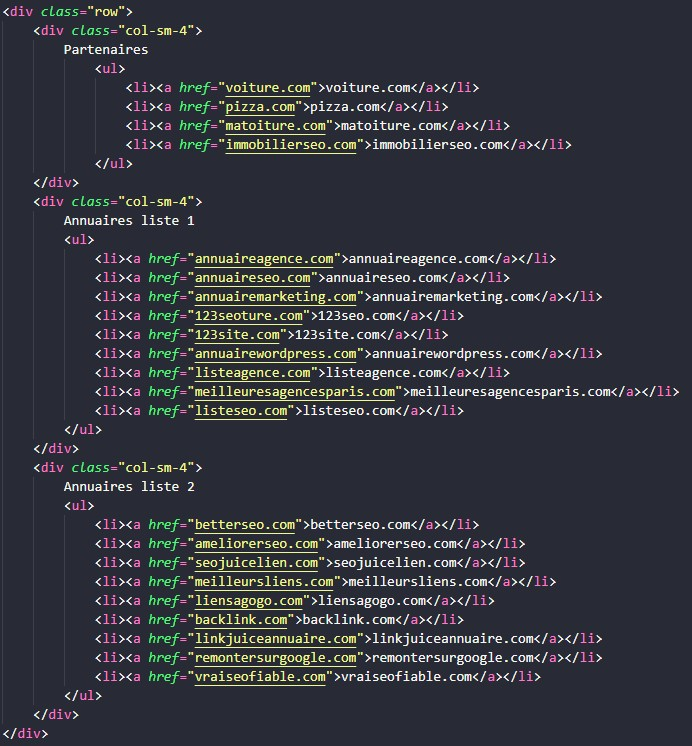 <div class="row">
<div class="col-sm-4">
Partenaires
<ul>
<li><a href="voiture.com">voiture.com</a></li>
<li><a href="pizza.com">pizza.com</a></li>
<li><a href="matoiture.com">matoiture.com</a></li>
<li><a href="immobilierseo.com">immobilierseo.com</a></li>
</ul>
</div>
<div class="col-sm-4">
Annuaires liste 1
<ul>
<li><a href="annuaireagence.com">annuaireagence.com</a></li>
<li><a href="annuaireseo.com">annuaireseo.com</a></li>
<li><a href="annuairemarketing.com">annuairemarketing.com</a></li>
<li><a href="123seoture.com">123seo.com</a></li>
<li><a href="123site.com">123site.com</a></li>
<li><a href="annuairewordpress.com">annuairewordpress.com</a></li>
<li><a href="listeagence.com">listeagence.com</a></li>
<li><a href="meilleuresagencesparis.com">meilleuresagencesparis.com</a></li>
<li><a href="listeseo.com">listeseo.com</a></li>
</ul>
</div>
<div class="col-sm-4">
Annuaires liste 2
<ul>
<li><a href="betterseo.com">betterseo.com</a></li>
<li><a href="ameliorerseo.com">ameliorerseo.com</a></li>
<li><a href="seojuicelien.com">seojuicelien.com</a></li>
<li><a href="meilleursliens.com">meilleursliens.com</a></li>
<li><a href="liensagogo.com">liensagogo.com</a></li>
<li><a href="backlink.com">backlink.com</a></li>
<li><a href="linkjuiceannuaire.com">linkjuiceannuaire.com</a></li>
<li><a href="remontersurgoogle.com">remontersurgoogle.com</a></li>
<li><a href="vraiseofiable.com">vraiseofiable.com</a></li>
</ul>
</div>
</div>